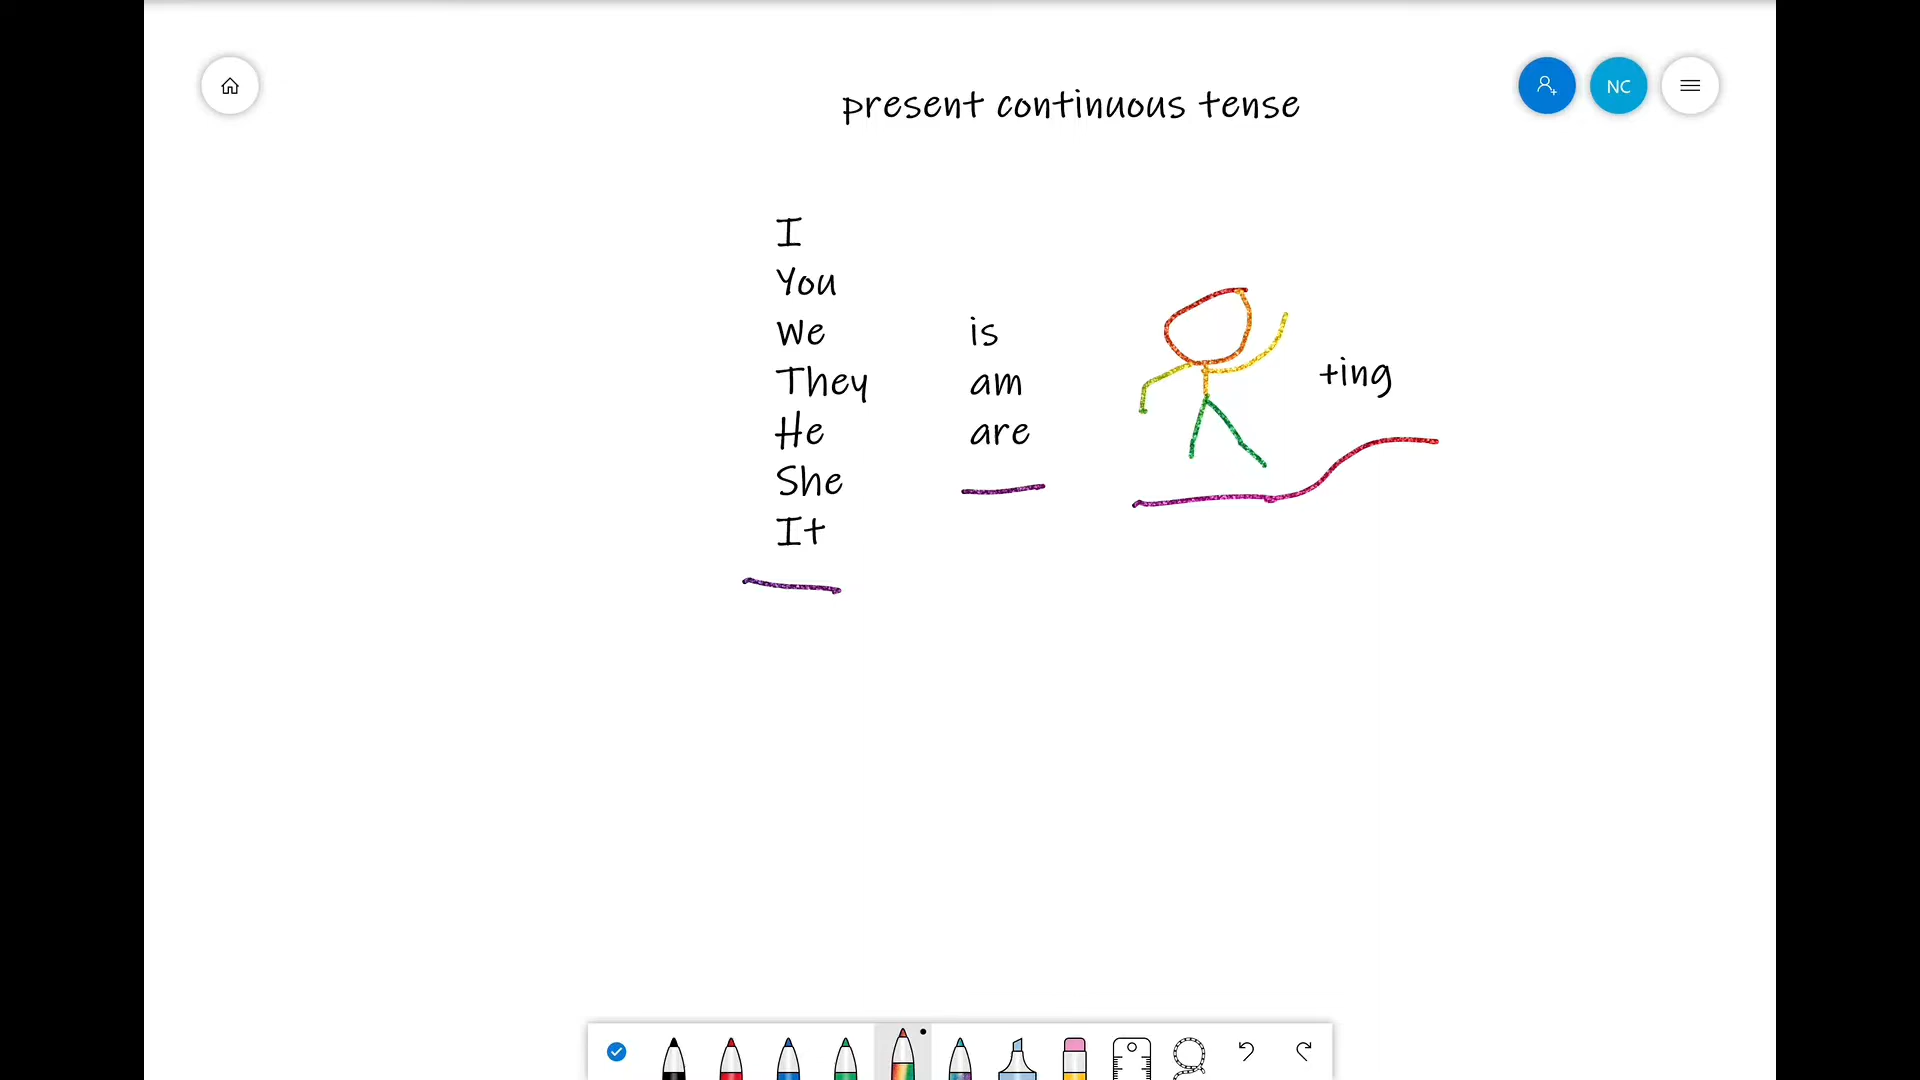 present continuous tense
NC
I
You
We
They
He
She
It
is
am
are
+ing